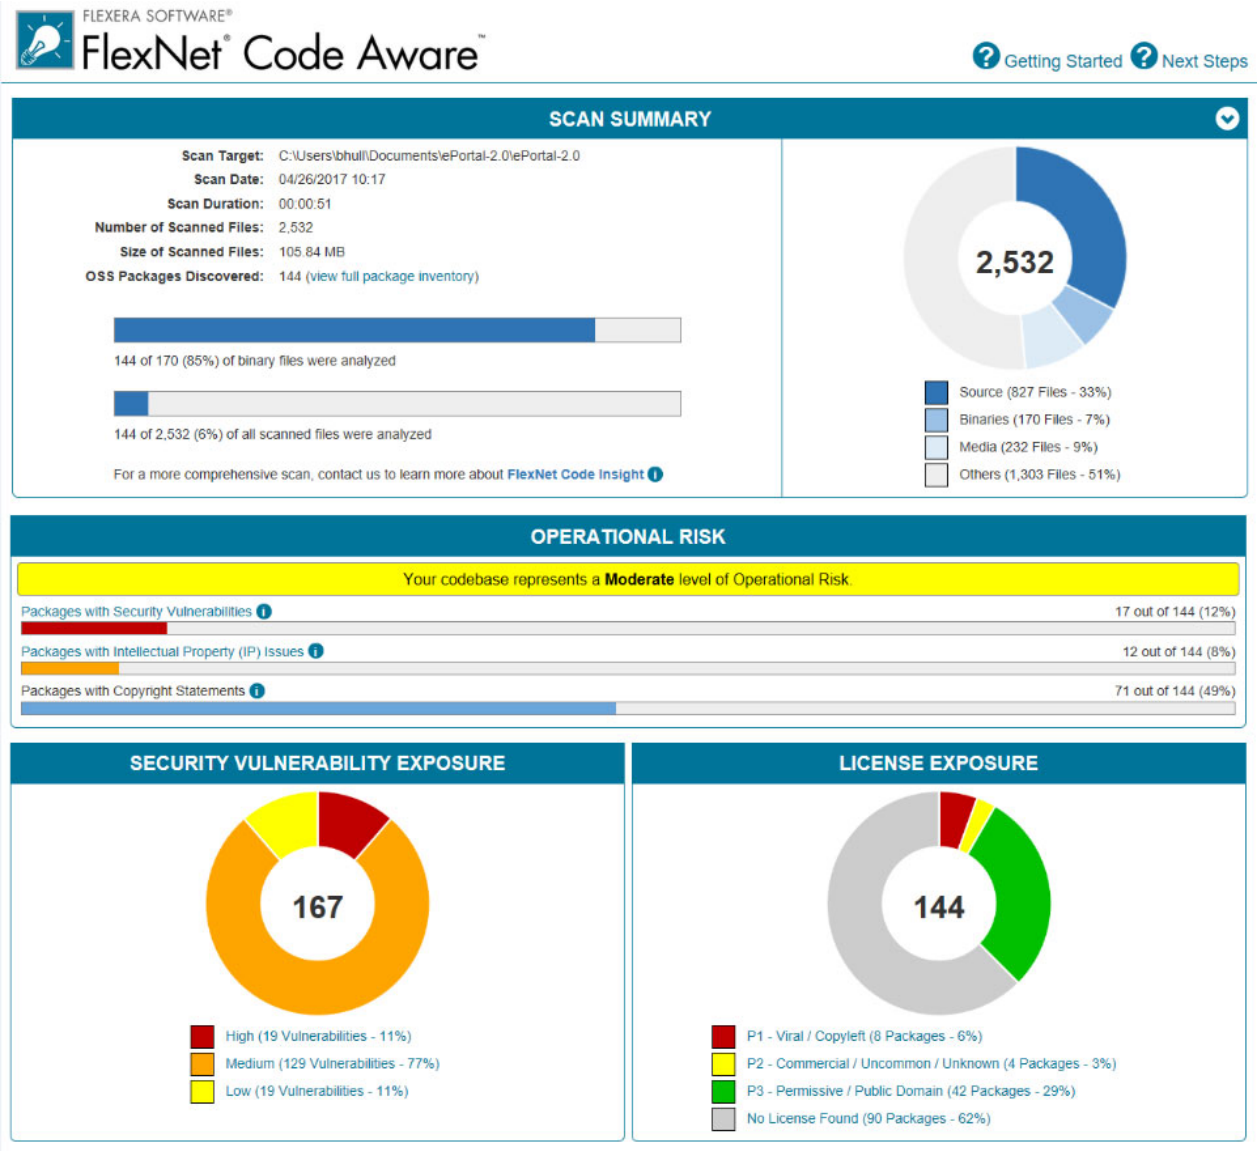 FLEXERA SOFTWARE®
FlexNet® Code Aware™
? Getting Started ? Next Steps
SCAN SUMMARY
Scan Target: C:\Users\bhull\Documents\ePortal-2.0\ePortal-2.0
Scan Date: 04/26/2017 10:17
Scan Duration: 00:00:51
Number of Scanned Files: 2,532
Size of Scanned Files: 105.84 MB
OSS Packages Discovered: 144 (view full package inventory)
144 of 170 (85%) of binary files were analyzed
144 of 2,532 (6%) of all scanned files were analyzed
For a more comprehensive scan, contact us to learn more about FlexNet Code Insight i
2,532
Source (827 Files - 33%)
Binaries (170 Files - 7%)
Media (232 Files - 9%)
Others (1,303 Files - 51%)
OPERATIONAL RISK
Your codebase represents a Moderate level of Operational Risk.
Packages with Security Vulnerabilities i 17 out of 144 (12%)
Packages with Intellectual Property (IP) Issues i 12 out of 144 (8%)
Packages with Copyright Statements i 71 out of 144 (49%)
SECURITY VULNERABILITY EXPOSURE
167
High (19 Vulnerabilities - 11%)
Medium (129 Vulnerabilities - 77%)
Low (19 Vulnerabilities - 11%)
LICENSE EXPOSURE
144
P1 - Viral / Copyleft (8 Packages - 6%)
P2 - Commercial / Uncommon / Unknown (4 Packages - 3%)
P3 - Permissive / Public Domain (42 Packages - 29%)
No License Found (90 Packages - 62%)